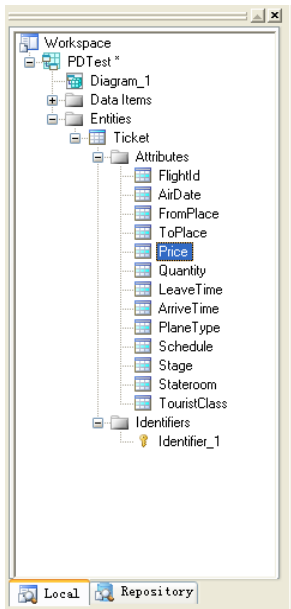 Workspace
PDTest *
Diagram_1
Data Items
Entities
Ticket
Attributes
FlightId
AirDate
FromPlace
ToPlace
Price
Quantity
LeaveTime
ArriveTime
PlaneType
Schedule
Stage
Stateroom
TouristClass
Identifiers
Identifier_1
Local Repository